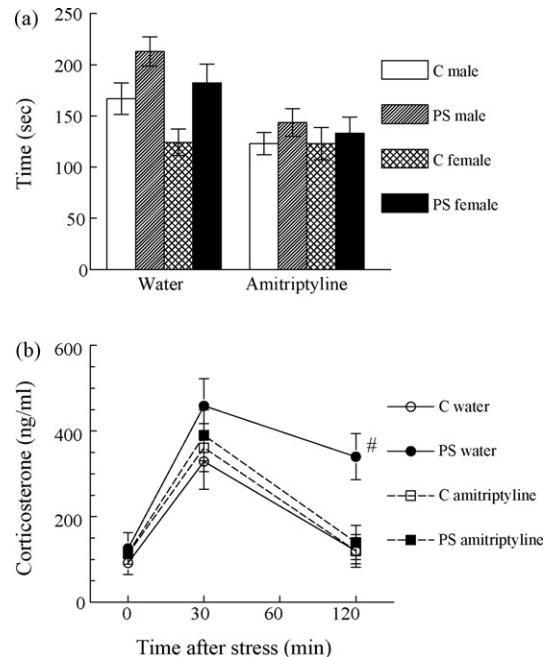 (a)
250
200
150
100
50
0
Time (sec)
Water
Amitriptyline
C male
PS male
C female
PS female
(b)
600
400
200
0
Corticosterone (ng/ml)
#
0
30
60
120
Time after stress (min)
C water
PS water
C amitriptyline
PS amitriptyline